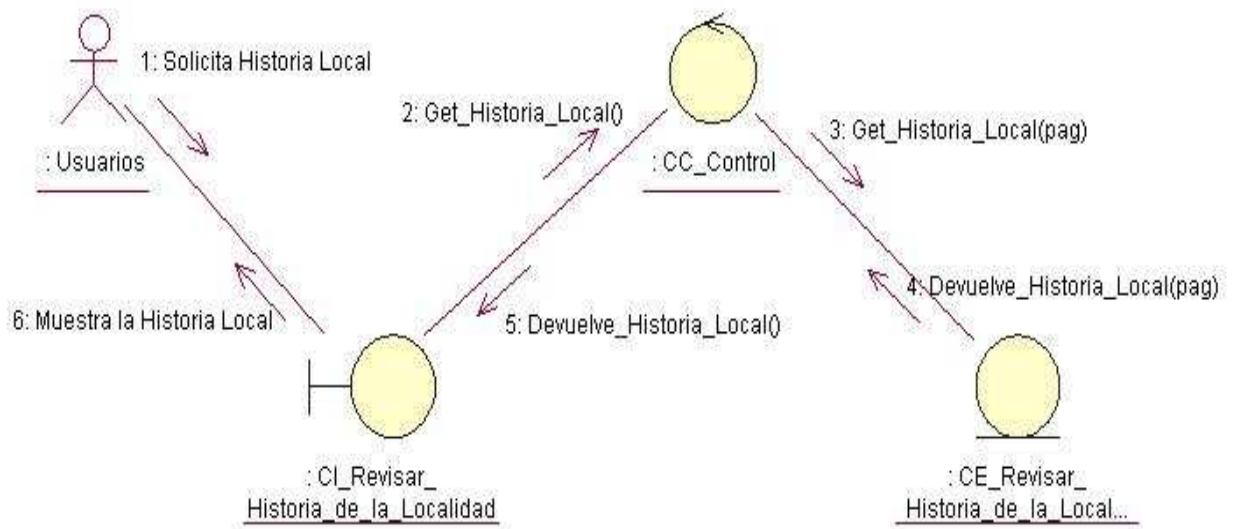 1: Solicita Historia Local
2: Get_Historia_Local()
3: Get_Historia_Local(pag)
: Usuarios
: CC_Control
4: Devuelve_Historia_Local(pag)
6: Muestra la Historia Local
5: Devuelve_Historia_Local()
: CI_Revisar_
Historia_de_la_Localidad
: CE_Revisar_
Historia_de_la_Local...